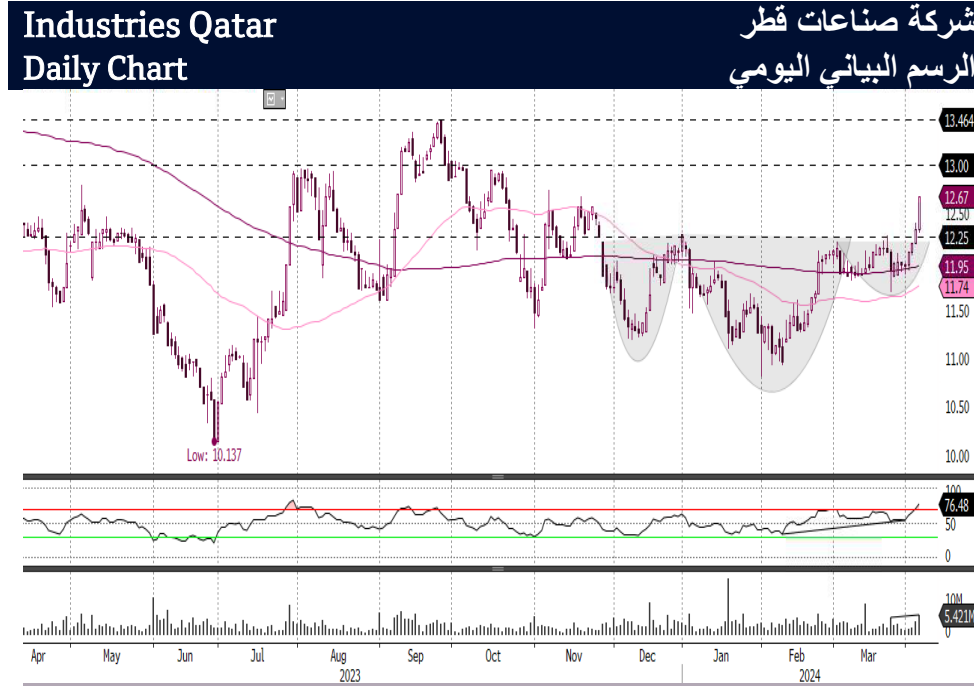 Industries Qatar
شركة صناعات قطر
Daily Chart
الرسم البياني اليومي
13.464
13.00
12.67
12.50
12.25
11.95
11.74
11.50
11.00
10.50
10.00
Low: 10.137
100
76.48
50
0
10M
5.421M
0
Apr May Jun Jul Aug Sep Oct Nov Dec Jan Feb Mar
2023 2024